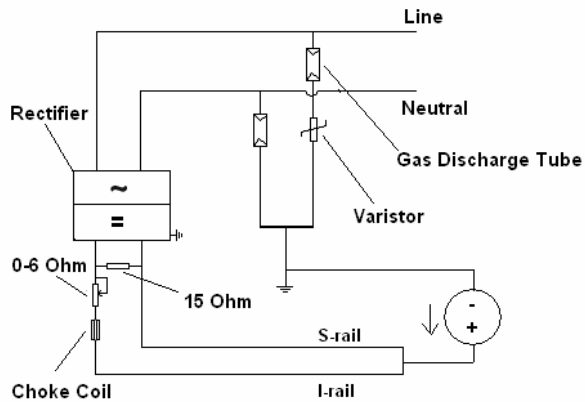 Line
Neutral
Rectifier
Gas Discharge Tube
~
Varistor
=
0-6 Ohm
15 Ohm
-
+
S-rail
Choke Coil
I-rail